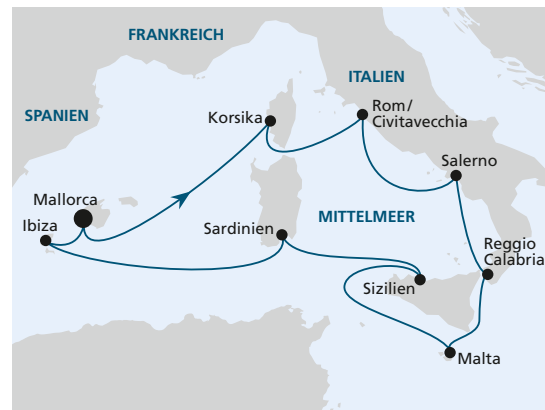 FRANKREICH
ITALIEN
SPANIEN
Korsika
Rom/
Civitavecchia
Salerno
Mallorca
Ibiza
Sardinien
MITTELMEER
Reggio
Calabria
Sizilien
Malta